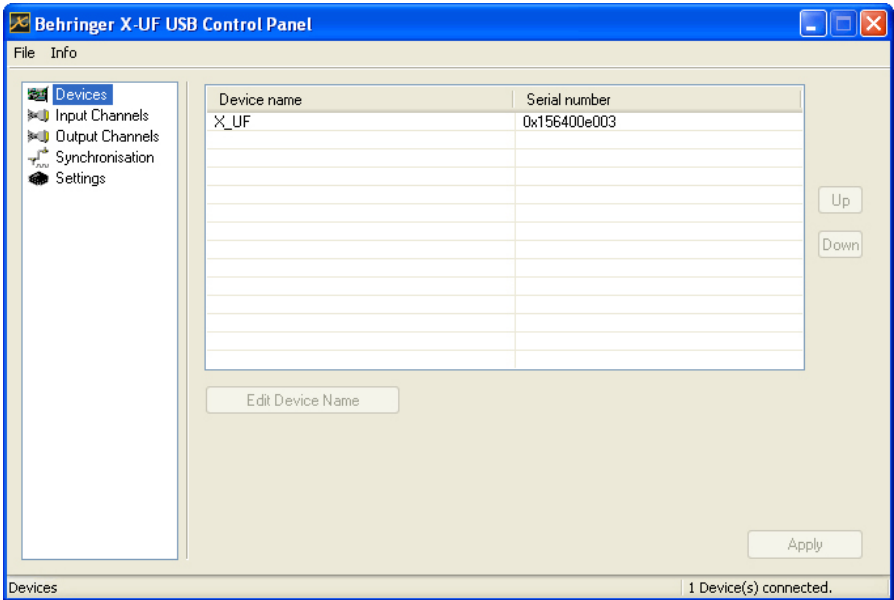 Behringer X-UF USB Control Panel
File Info
Devices
Input Channels
Output Channels
Synchronisation
Settings
Device name Serial number
X_UF 0x156400e003
Up
Down
Edit Device Name
Apply
Devices 1 Device(s) connected.